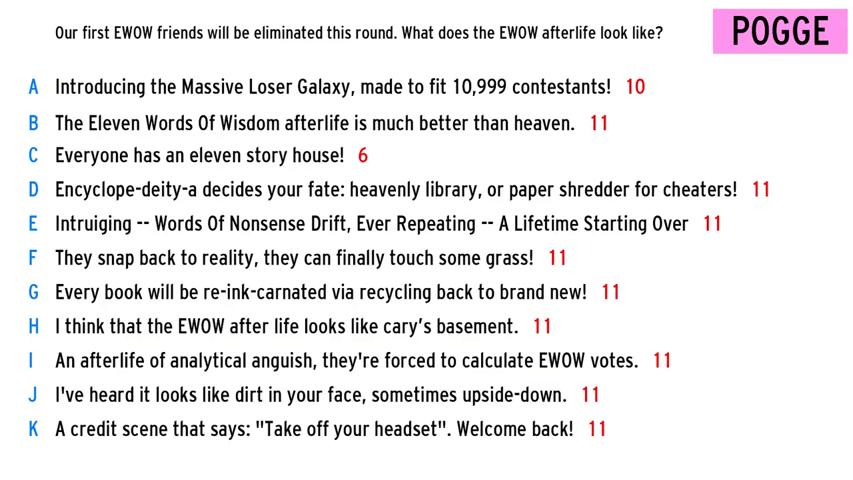 Our first EWOW friends will be eliminated this round. What does the EWOW afterlife look like?
POGGE
A Introducing the Massive Loser Galaxy, made to fit 10,999 contestants! 10
B The Eleven Words Of Wisdom afterlife is much better than heaven. 11
C Everyone has an eleven story house! 6
D Encyclope-deity-a decides your fate: heavenly library, or paper shredder for cheaters! 11
E Intruiging -- Words Of Nonsense Drift, Ever Repeating -- A Lifetime Starting Over 11
F They snap back to reality, they can finally touch some grass! 11
G Every book will be re-ink-carnated via recycling back to brand new! 11
H I think that the EWOW after life looks like cary's basement. 11
I An afterlife of analytical anguish, they're forced to calculate EWOW votes. 11
J I've heard it looks like dirt in your face, sometimes upside-down. 11
K A credit scene that says: "Take off your headset". Welcome back! 11